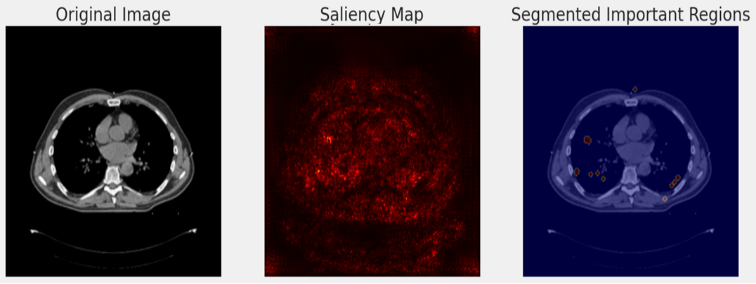 Original Image
Saliency Map
Segmented Important Regions